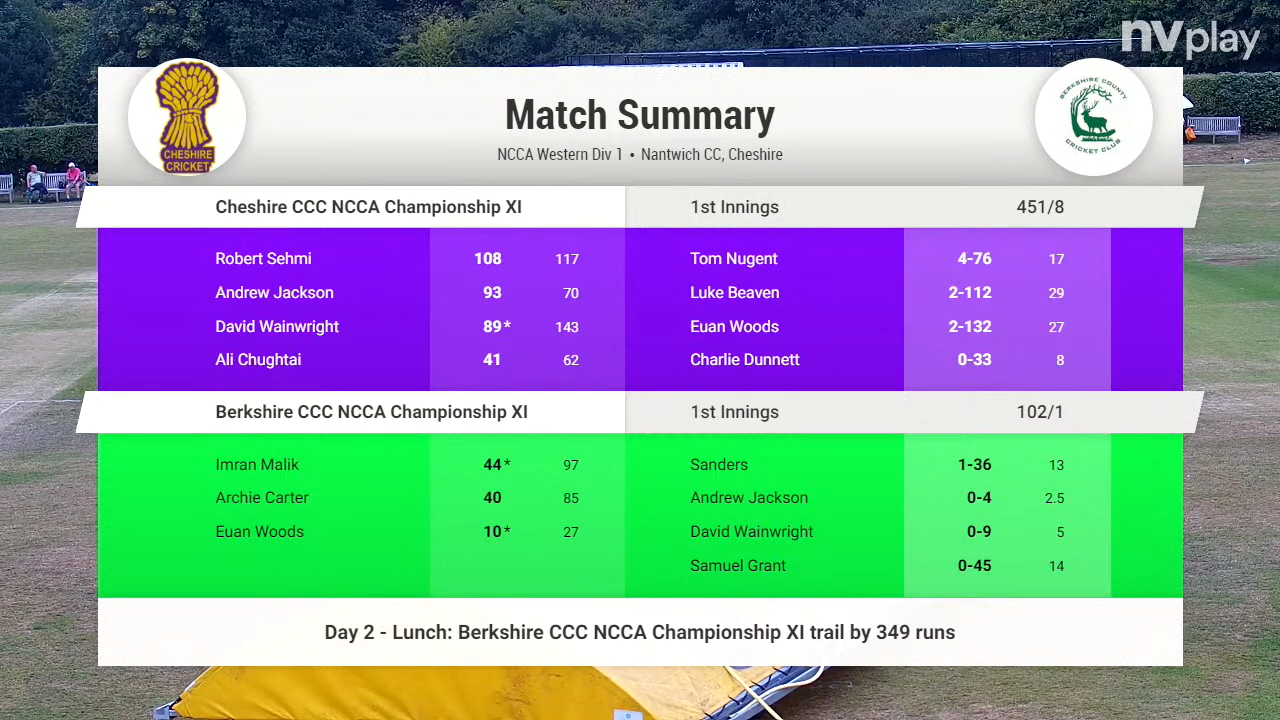 nvplay
CHESHIRE
CRICKET
Match Summary
NCCA Western Div 1 • Nantwich CC, Cheshire
BERKSHIRE COUNTY
CRICKET CLUB
Cheshire CCC NCCA Championship XI 1st Innings 451/8
Robert Sehmi 108 117 Tom Nugent 4-76 17
Andrew Jackson 93 70 Luke Beaven 2-112 29
David Wainwright 89* 143 Euan Woods 2-132 27
Ali Chughtai 41 62 Charlie Dunnett 0-33 8
Berkshire CCC NCCA Championship XI 1st Innings 102/1
Imran Malik 44* 97 Sanders 1-36 13
Archie Carter 40 85 Andrew Jackson 0-4 2.5
Euan Woods 10* 27 David Wainwright 0-9 5
Samuel Grant 0-45 14
Day 2 - Lunch: Berkshire CCC NCCA Championship XI trail by 349 runs